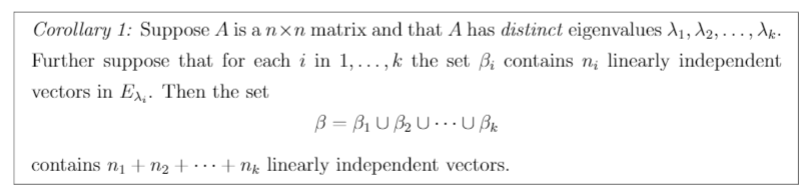 Corollary 1: Suppose A is a n×n matrix and that A has distinct eigenvalues λ₁, λ₂, . . . , λₖ.
Further suppose that for each i in 1, . . . , k the set βᵢ contains nᵢ linearly independent
vectors in E_{λᵢ}. Then the set
β = β₁ ∪ β₂ ∪ · · · ∪ βₖ
contains n₁ + n₂ + · · · + nₖ linearly independent vectors.